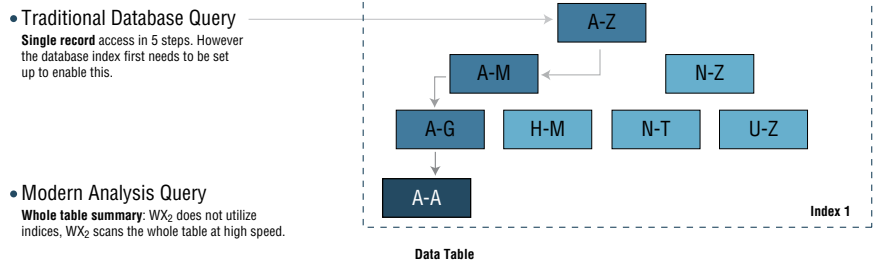 • Traditional Database Query
Single record access in 5 steps. However
the database index first needs to be set
up to enable this.
A-Z
A-M
N-Z
A-G
H-M
N-T
U-Z
A-A
• Modern Analysis Query
Whole table summary: WX₂ does not utilize
indices, WX₂ scans the whole table at high speed.
Index 1
Data Table